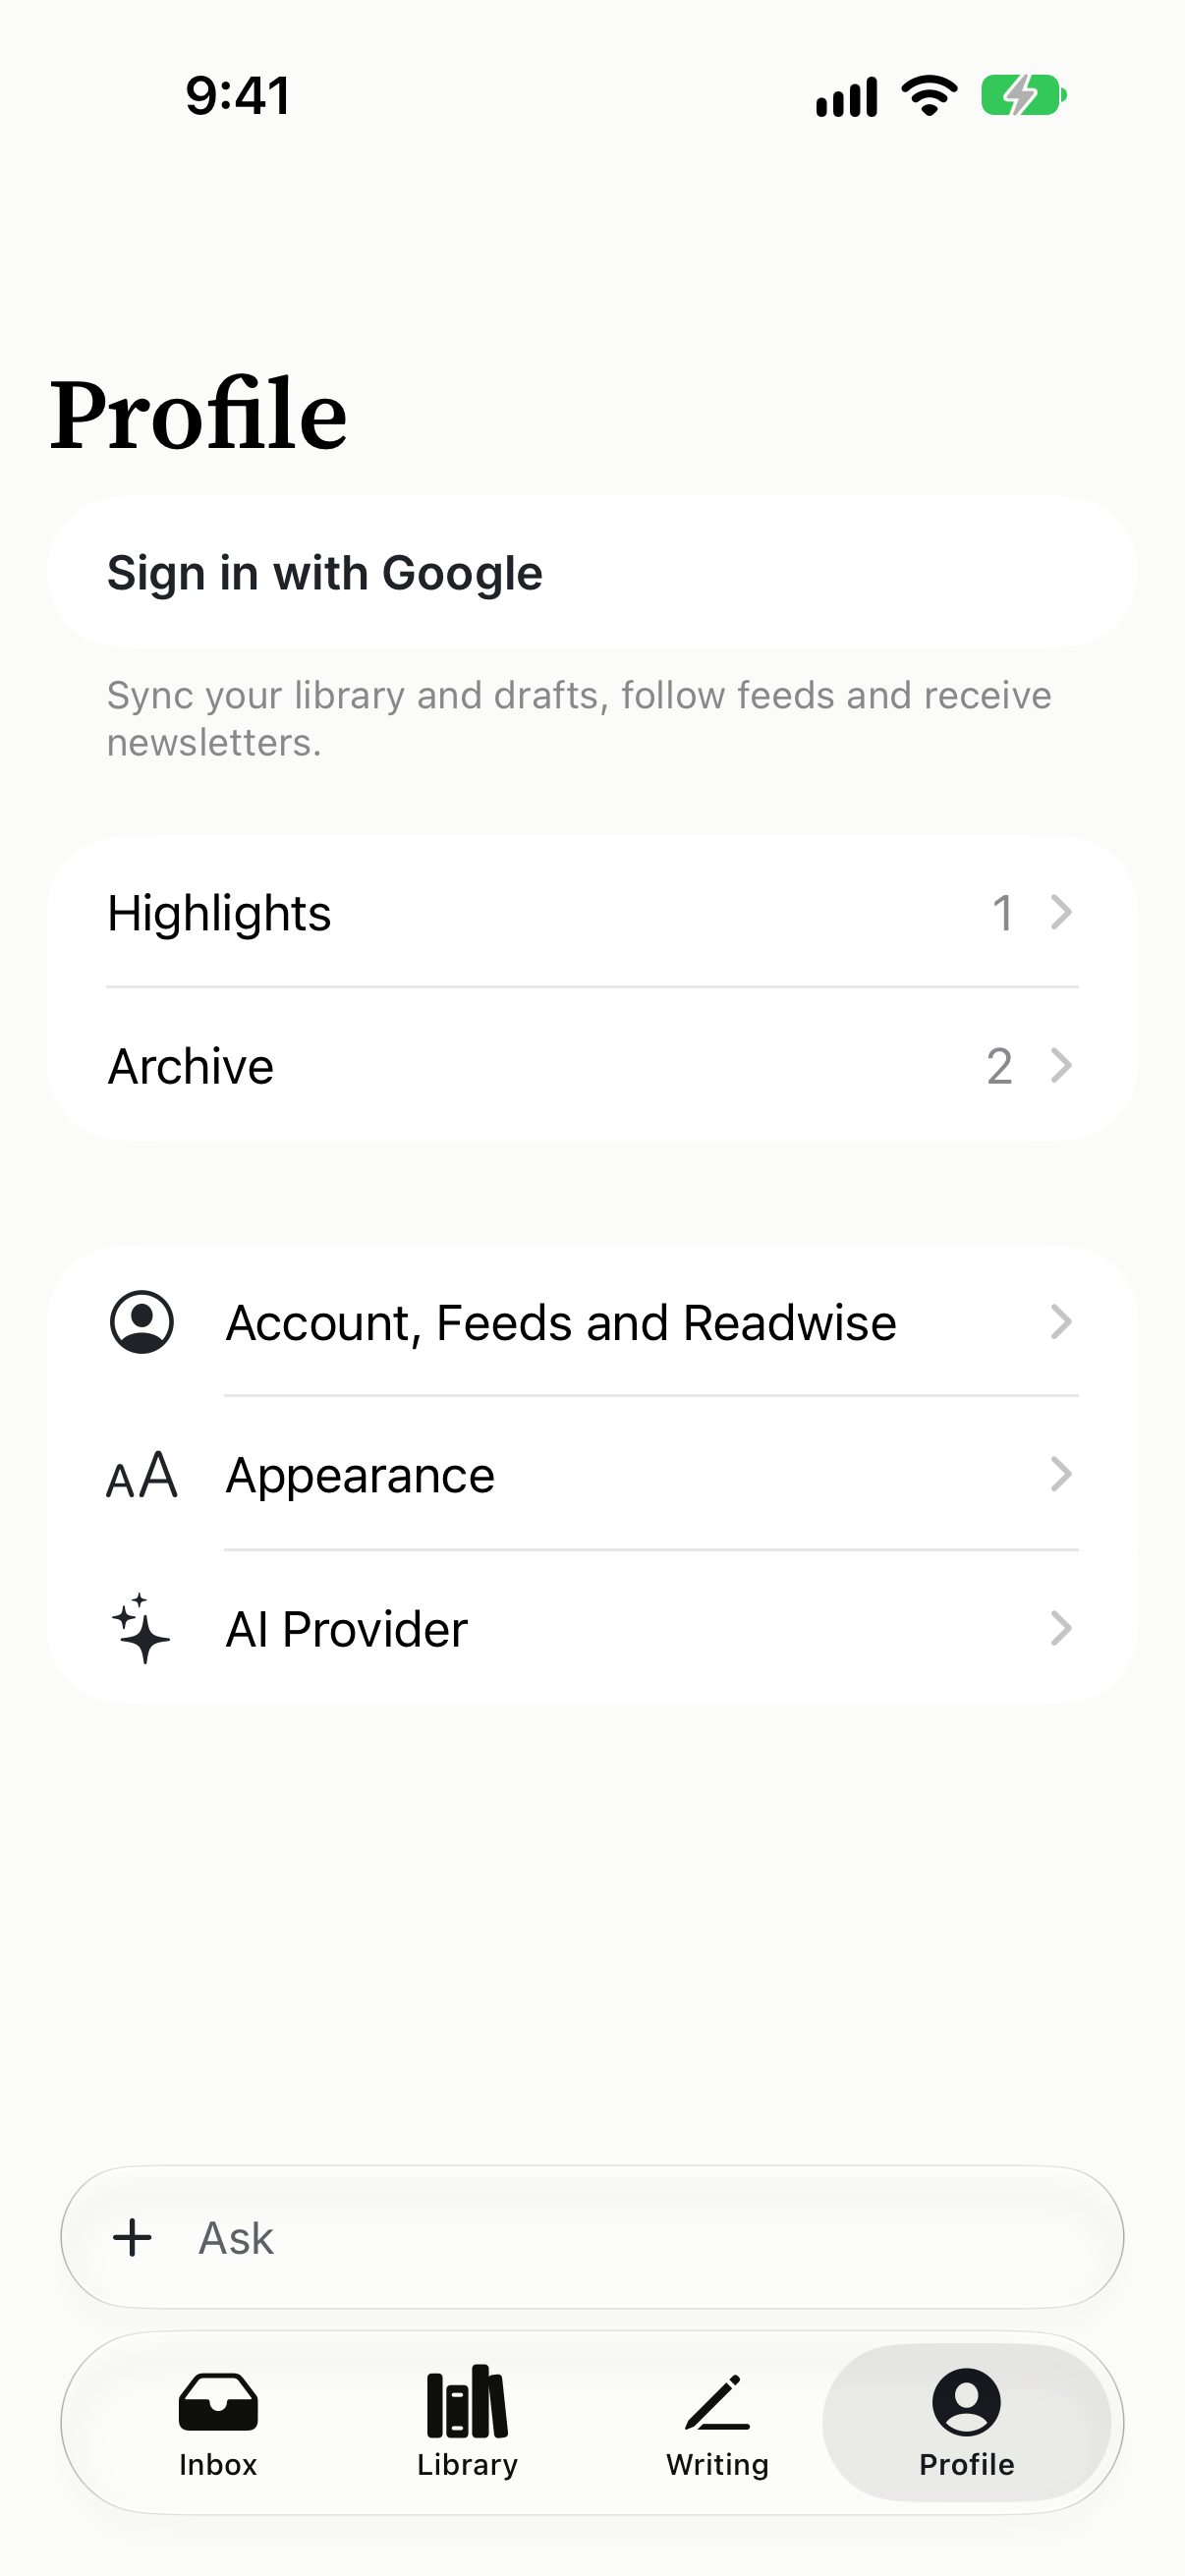 9:41
Profile
Sign in with Google
Sync your library and drafts, follow feeds and receive
newsletters.
Highlights 1
Archive 2
Account, Feeds and Readwise
AA Appearance
AI Provider
Ask
Inbox Library Writing Profile